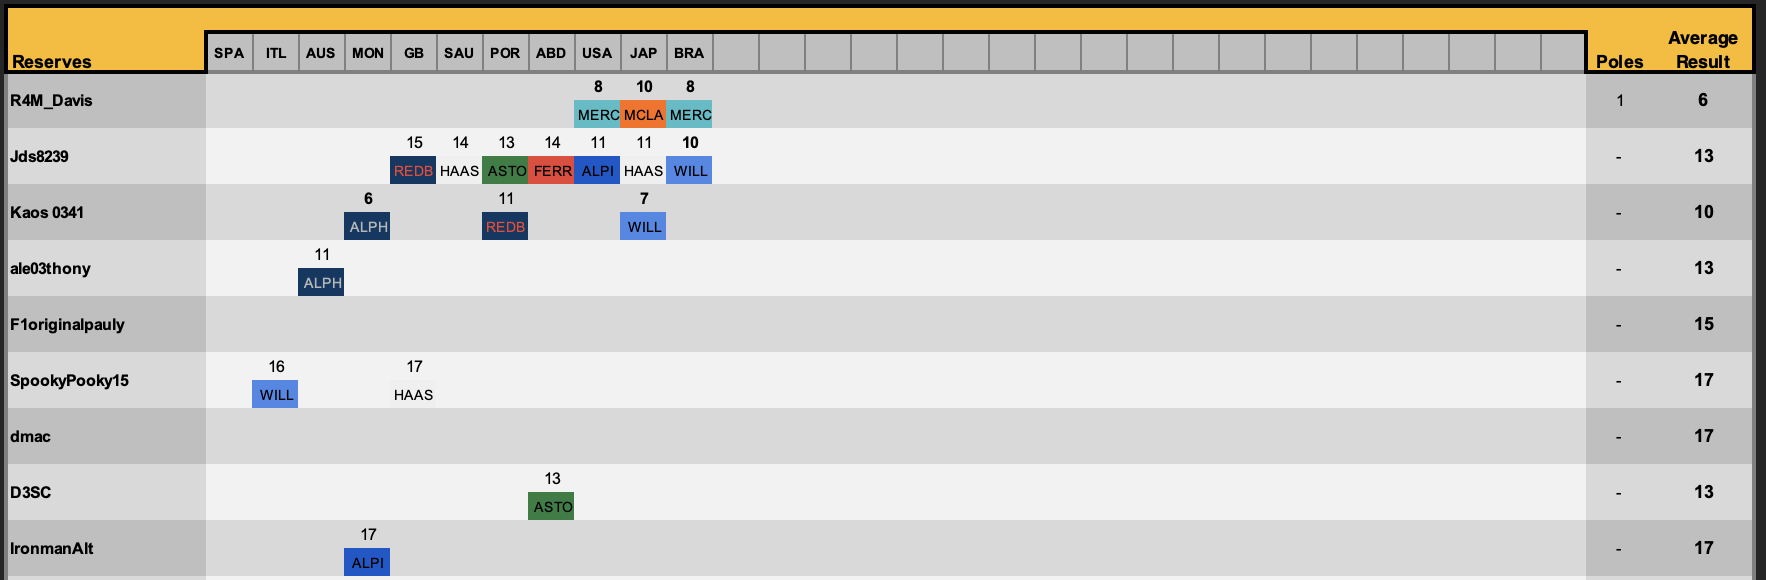 Reserves SPA ITL AUS MON GB SAU POR ABD USA JAP BRA Poles Average Result
8 10 8
R4M_Davis MERC MCLA MERC 1 6
15 14 13 14 11 11 10
Jds8239 REDB HAAS ASTO FERR ALPI HAAS WILL - 13
6 11 7
Kaos 0341 ALPH REDB WILL - 10
11
ale03thony ALPH - 13
F1originalpauly - 15
16 17
SpookyPooky15 WILL HAAS - 17
dmac - 17
13
D3SC ASTO - 13
17
IronmanAlt ALPI - 17